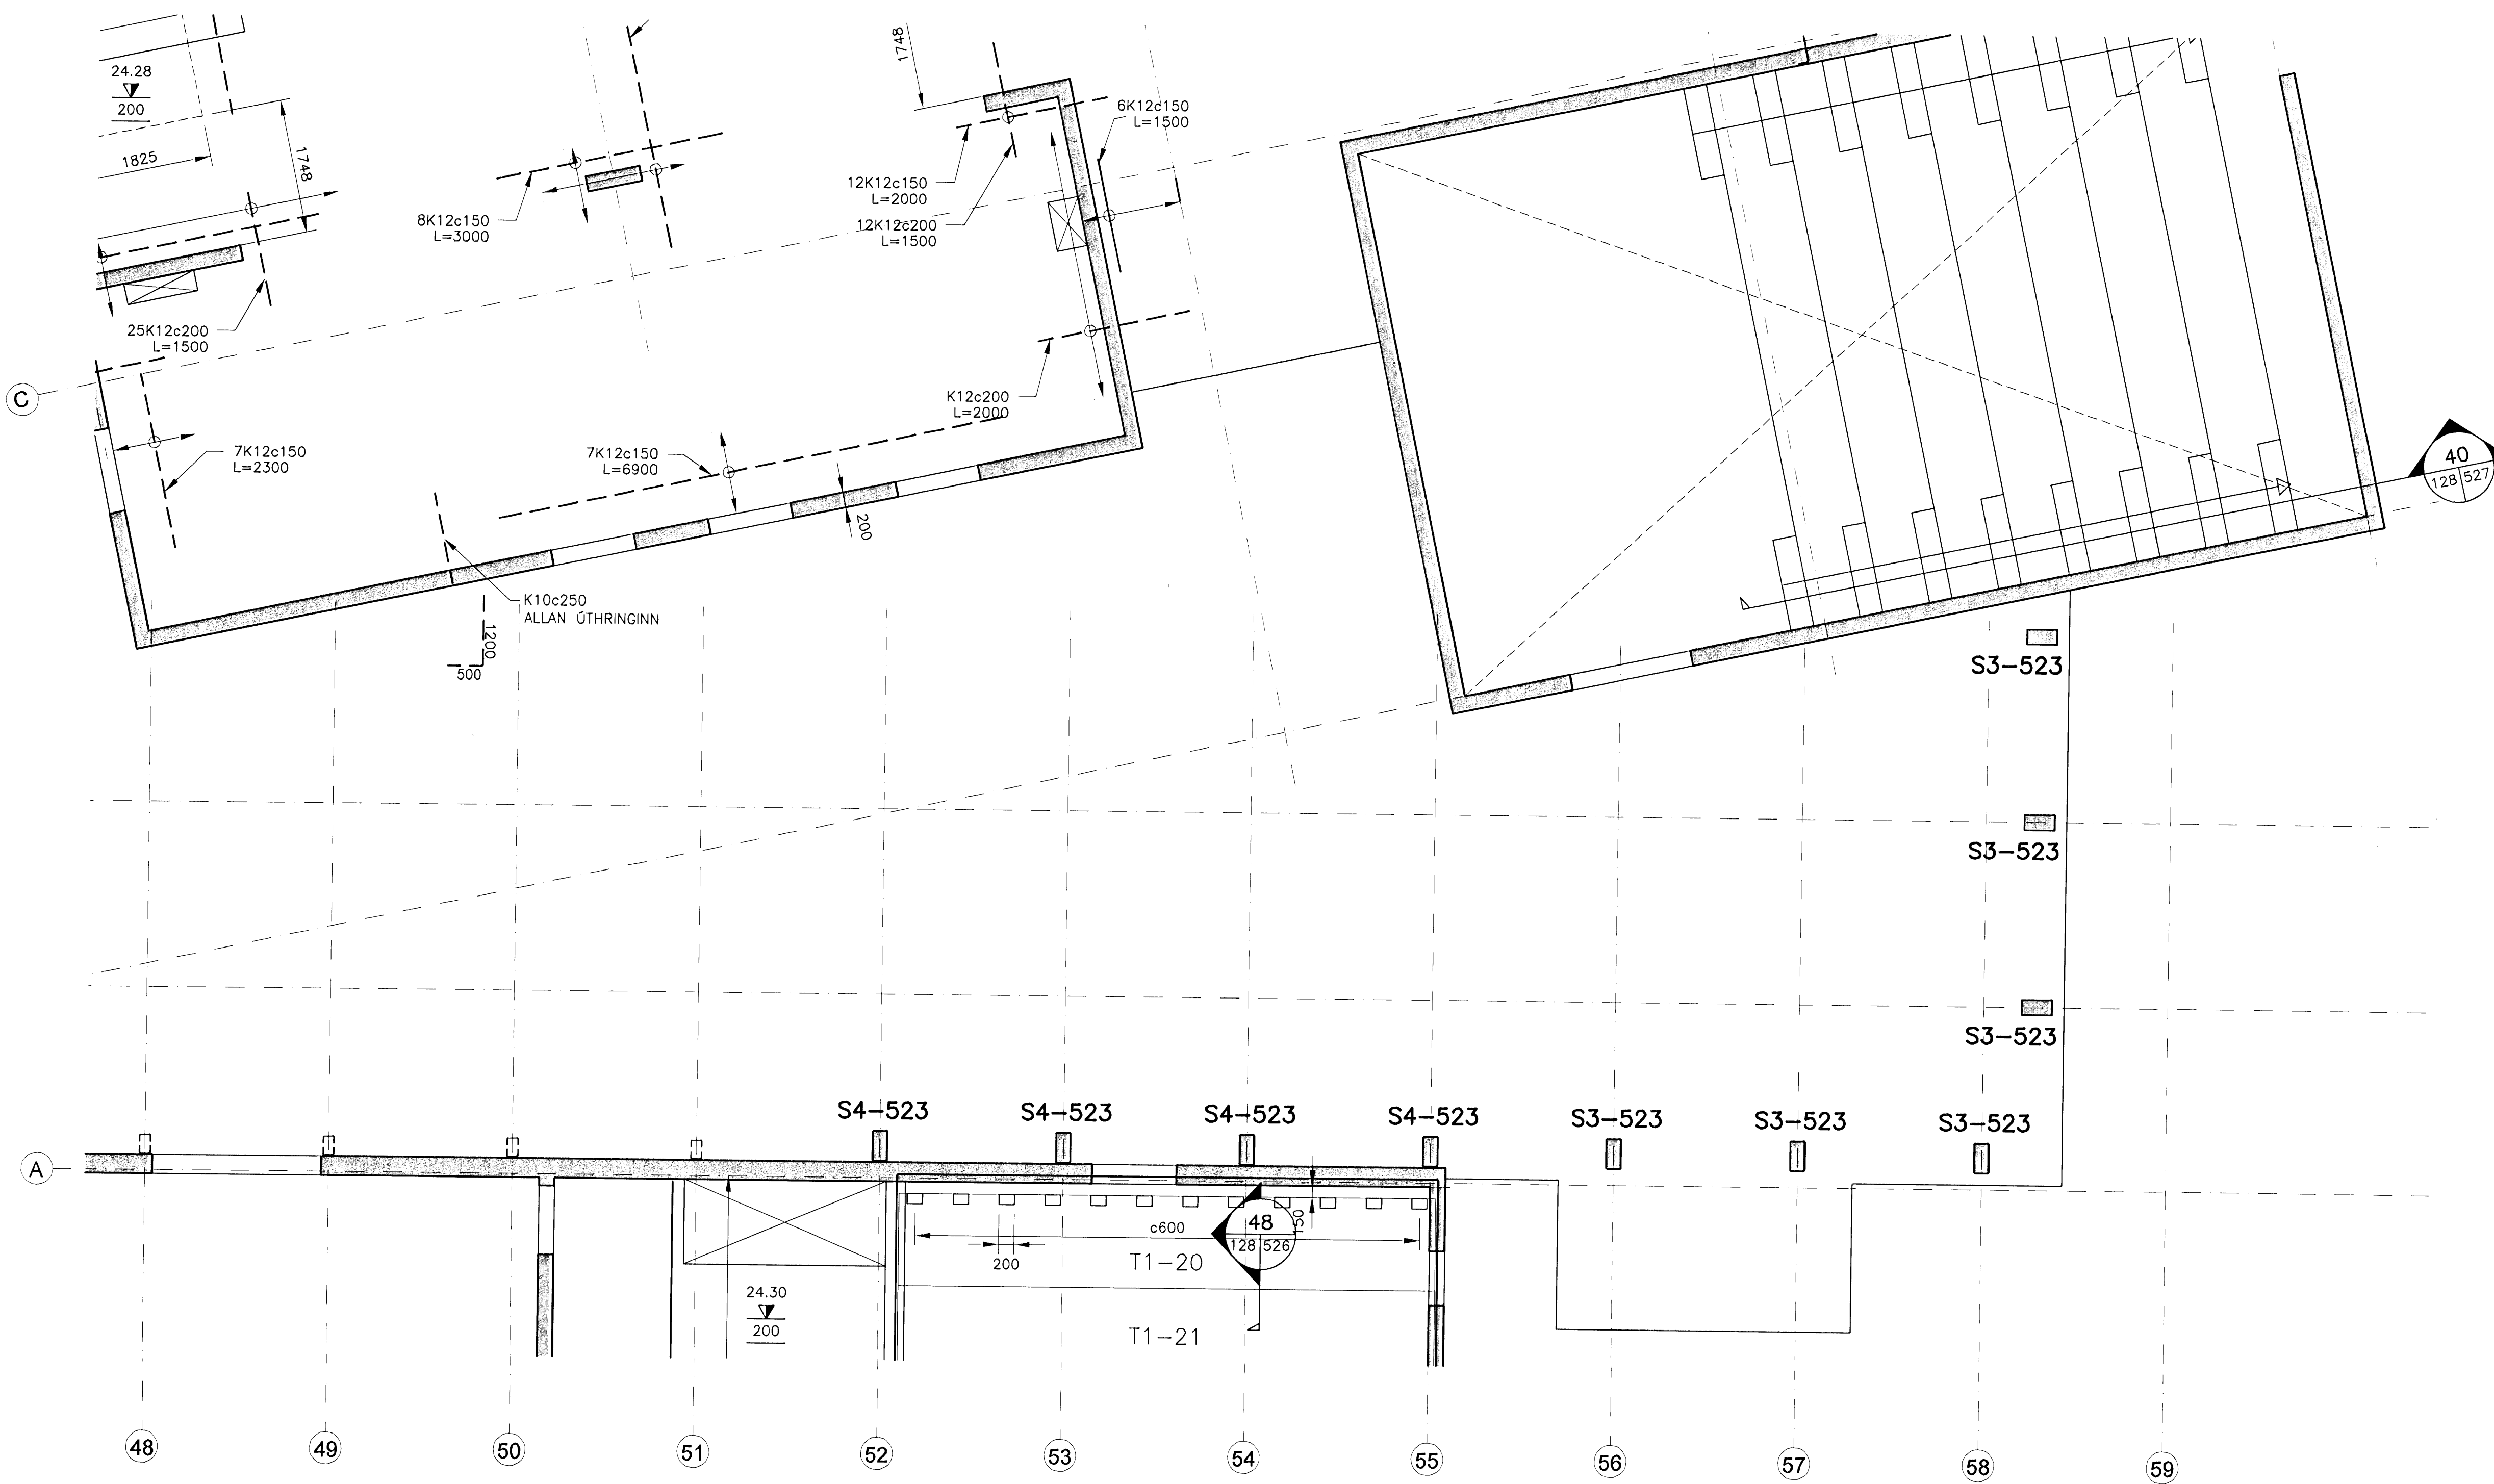 24.28
200
1825
1748
1748
6K12c150
L=1500
12K12c150
L=2000
12K12c200
L=1500
8K12c150
L=3000
25K12c200
L=1500
C
K12c200
L=2000
7K12c150
L=2300
7K12c150
L=6900
200
40
128 527
K10c250
ALLAN ÚTHRINGINN
1200
500
S3-523
S3-523
S3-523
S4-523
S4-523
S4-523
S4-523
S3-523
S3-523
S3-523
A
c600
200
150
48
128 526
T1-20
24.30
200
T1-21
48
49
50
51
52
53
54
55
56
57
58
59